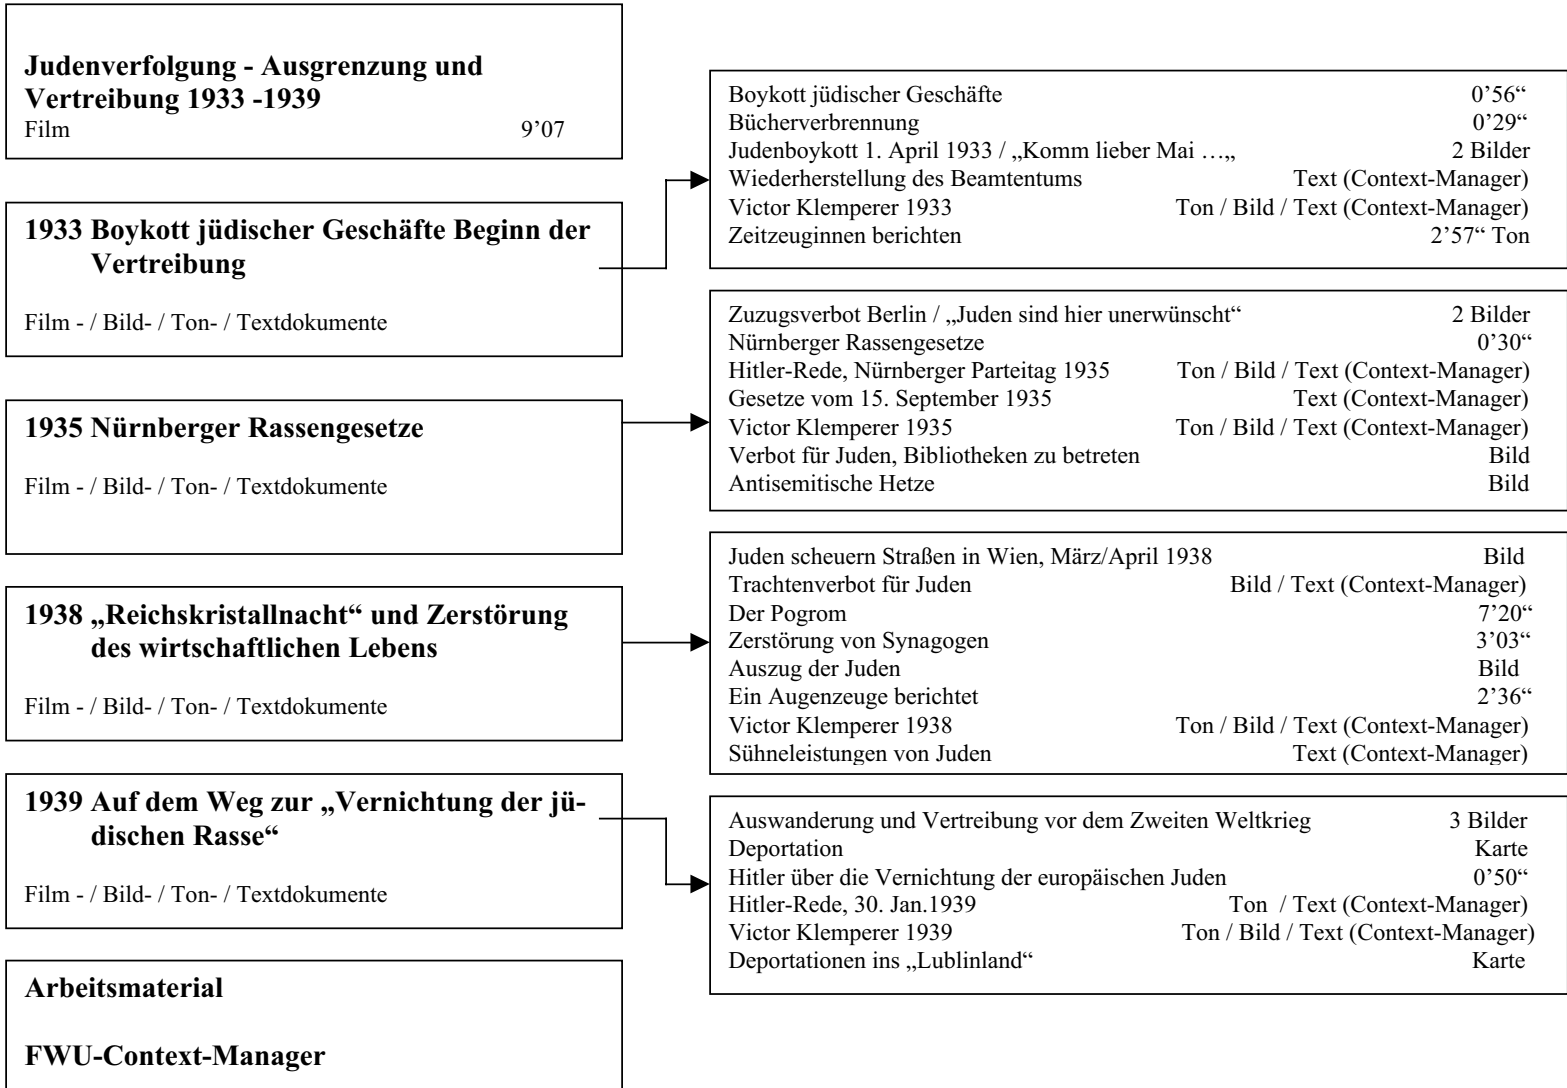 Judenverfolgung - Ausgrenzung und
Vertreibung 1933 -1939
Film 9’07
1933 Boykott jüdischer Geschäfte Beginn der
Vertreibung
Film - / Bild- / Ton- / Textdokumente
Boykott jüdischer Geschäfte 0’56“
Bücherverbrennung 0’29“
Judenboykott 1. April 1933 / „Komm lieber Mai …„ 2 Bilder
Wiederherstellung des Beamtentums Text (Context-Manager)
Victor Klemperer 1933 Ton / Bild / Text (Context-Manager)
Zeitzeuginnen berichten 2’57“ Ton
1935 Nürnberger Rassengesetze
Film - / Bild- / Ton- / Textdokumente
Zuzugsverbot Berlin / „Juden sind hier unerwünscht“ 2 Bilder
Nürnberger Rassengesetze 0’30“
Hitler-Rede, Nürnberger Parteitag 1935 Ton / Bild / Text (Context-Manager)
Gesetze vom 15. September 1935 Text (Context-Manager)
Victor Klemperer 1935 Ton / Bild / Text (Context-Manager)
Verbot für Juden, Bibliotheken zu betreten Bild
Antisemitische Hetze Bild
1938 „Reichskristallnacht“ und Zerstörung
des wirtschaftlichen Lebens
Film - / Bild- / Ton- / Textdokumente
Juden scheuern Straßen in Wien, März/April 1938 Bild
Trachtenverbot für Juden Bild / Text (Context-Manager)
Der Pogrom 7’20“
Zerstörung von Synagogen 3’03“
Auszug der Juden Bild
Ein Augenzeuge berichtet 2’36“
Victor Klemperer 1938 Ton / Bild / Text (Context-Manager)
Sühneleistungen von Juden Text (Context-Manager)
1939 Auf dem Weg zur „Vernichtung der jü-
dischen Rasse“
Film - / Bild- / Ton- / Textdokumente
Auswanderung und Vertreibung vor dem Zweiten Weltkrieg 3 Bilder
Deportation Karte
Hitler über die Vernichtung der europäischen Juden 0’50“
Hitler-Rede, 30. Jan.1939 Ton / Text (Context-Manager)
Victor Klemperer 1939 Ton / Bild / Text (Context-Manager)
Deportationen ins „Lublinland“ Karte
Arbeitsmaterial
FWU-Context-Manager